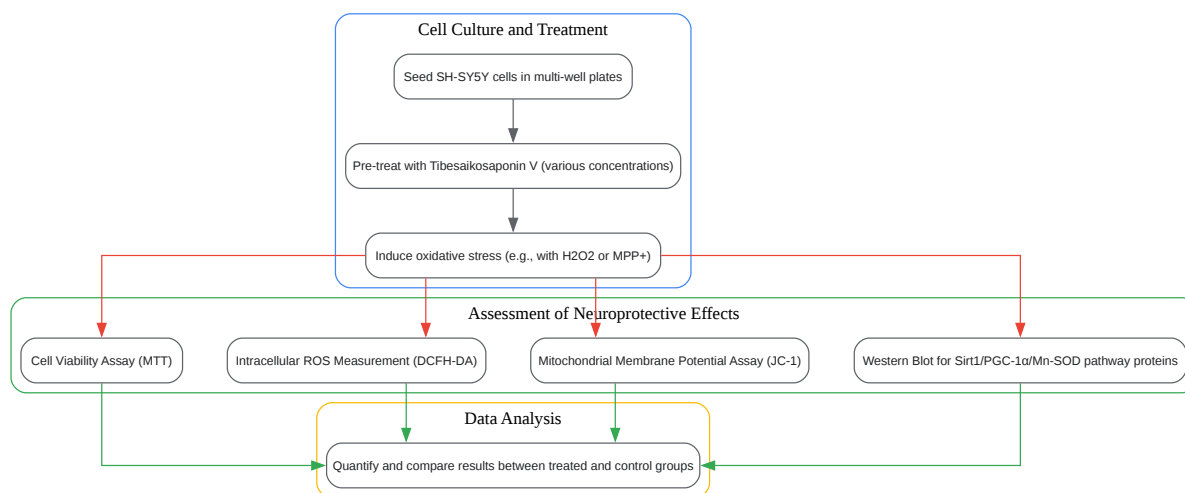 Cell Culture and Treatment
Seed SH-SY5Y cells in multi-well plates
Pre-treat with Tibesaikosaponin V (various concentrations)
Induce oxidative stress (e.g., with H2O2 or MPP+)
Assessment of Neuroprotective Effects
Cell Viability Assay (MTT)
Intracellular ROS Measurement (DCFH-DA)
Mitochondrial Membrane Potential Assay (JC-1)
Western Blot for Sirt1/PGC-1α/Mn-SOD pathway proteins
Data Analysis
Quantify and compare results between treated and control groups